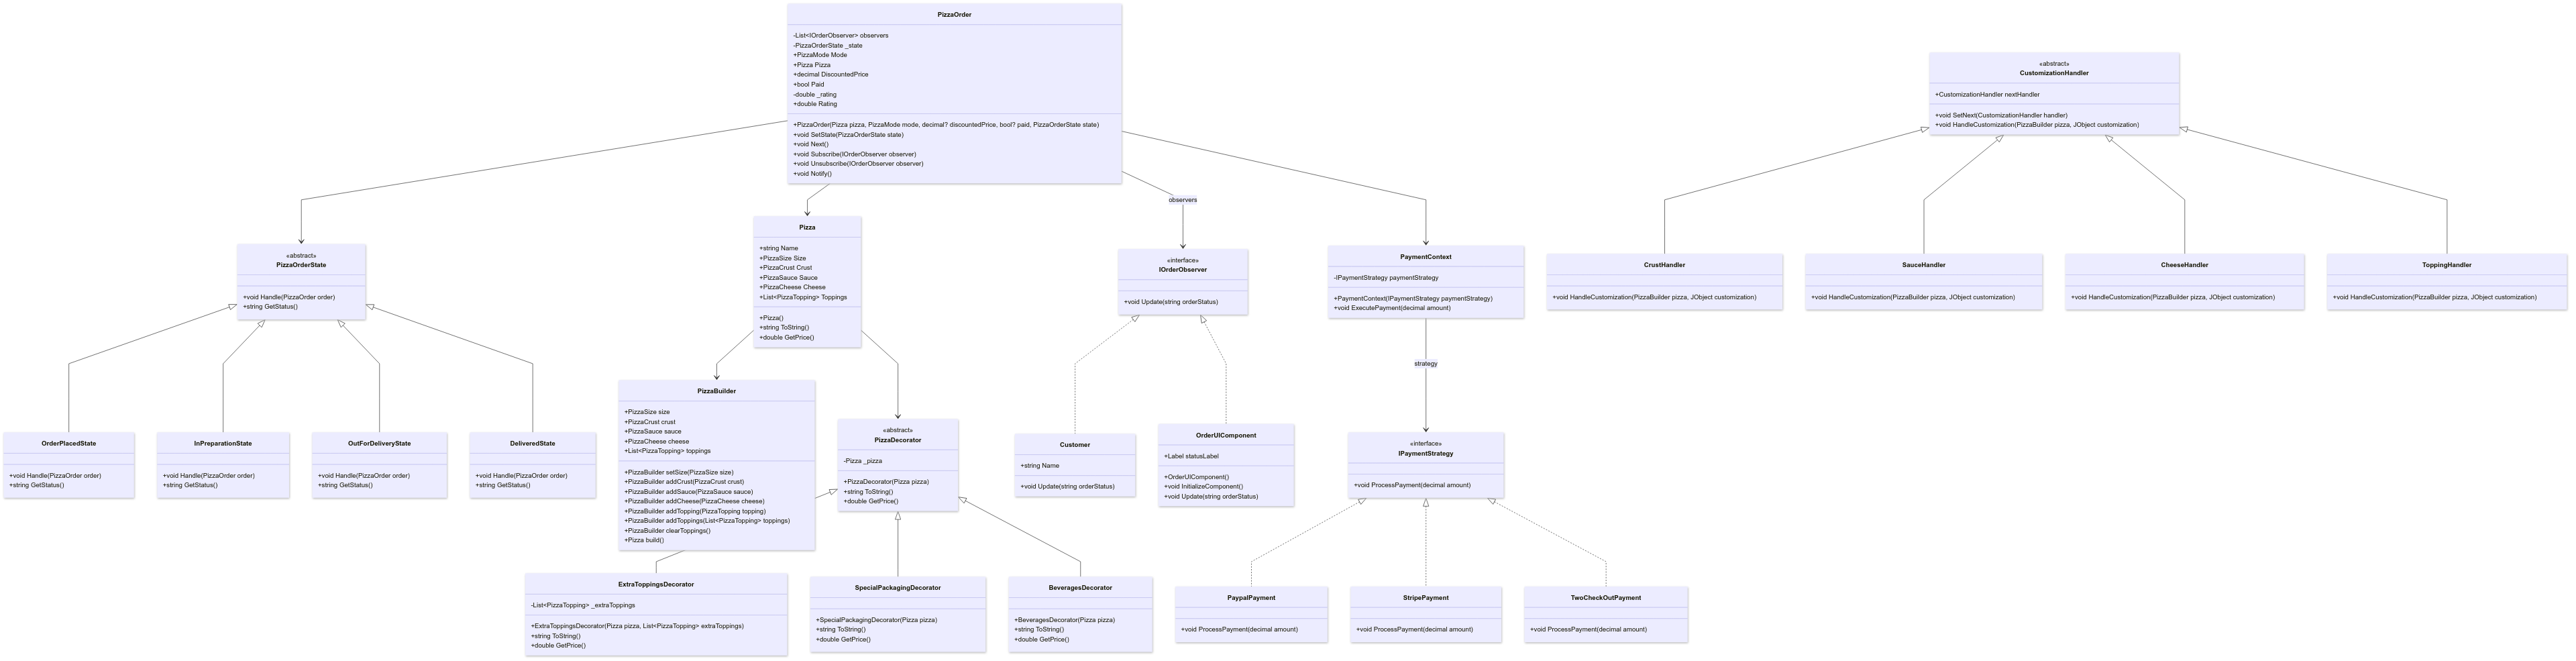 PizzaOrder
-List<IOrderObserver> observers
-PizzaOrderState _state
+PizzaMode Mode
+Pizza Pizza
+decimal DiscountedPrice
+bool Paid
-double _rating
+double Rating
+PizzaOrder(Pizza pizza, PizzaMode mode, decimal? discountedPrice, bool? paid, PizzaOrderState state)
+void SetState(PizzaOrderState state)
+void Next()
+void Subscribe(IOrderObserver observer)
+void Unsubscribe(IOrderObserver observer)
+void Notify()
«abstract»
CustomizationHandler
+CustomizationHandler nextHandler
+void SetNext(CustomizationHandler handler)
+void HandleCustomization(PizzaBuilder pizza, JObject customization)
observers
«abstract»
PizzaOrderState
+void Handle(PizzaOrder order)
+string GetStatus()
Pizza
+string Name
+PizzaSize Size
+PizzaCrust Crust
+PizzaSauce Sauce
+PizzaCheese Cheese
+List<PizzaTopping> Toppings
+Pizza()
+string ToString()
+double GetPrice()
«interface»
IOrderObserver
+void Update(string orderStatus)
PaymentContext
-IPaymentStrategy paymentStrategy
+PaymentContext(IPaymentStrategy paymentStrategy)
+void ExecutePayment(decimal amount)
CrustHandler
+void HandleCustomization(PizzaBuilder pizza, JObject customization)
SauceHandler
+void HandleCustomization(PizzaBuilder pizza, JObject customization)
CheeseHandler
+void HandleCustomization(PizzaBuilder pizza, JObject customization)
ToppingHandler
+void HandleCustomization(PizzaBuilder pizza, JObject customization)
strategy
OrderPlacedState
+void Handle(PizzaOrder order)
+string GetStatus()
InPreparationState
+void Handle(PizzaOrder order)
+string GetStatus()
OutForDeliveryState
+void Handle(PizzaOrder order)
+string GetStatus()
DeliveredState
+void Handle(PizzaOrder order)
+string GetStatus()
PizzaBuilder
+PizzaSize size
+PizzaCrust crust
+PizzaSauce sauce
+PizzaCheese cheese
+List<PizzaTopping> toppings
+PizzaBuilder setSize(PizzaSize size)
+PizzaBuilder addCrust(PizzaCrust crust)
+PizzaBuilder addSauce(PizzaSauce sauce)
+PizzaBuilder addCheese(PizzaCheese cheese)
+PizzaBuilder addTopping(PizzaTopping topping)
+PizzaBuilder addToppings(List<PizzaTopping> toppings)
+PizzaBuilder clearToppings()
+Pizza build()
«abstract»
PizzaDecorator
-Pizza _pizza
+PizzaDecorator(Pizza pizza)
+string ToString()
+double GetPrice()
Customer
+string Name
+void Update(string orderStatus)
OrderUIComponent
+Label statusLabel
+OrderUIComponent()
+void InitializeComponent()
+void Update(string orderStatus)
«interface»
IPaymentStrategy
+void ProcessPayment(decimal amount)
ExtraToppingsDecorator
-List<PizzaTopping> _extraToppings
+ExtraToppingsDecorator(Pizza pizza, List<PizzaTopping> extraToppings)
+string ToString()
+double GetPrice()
SpecialPackagingDecorator
+SpecialPackagingDecorator(Pizza pizza)
+string ToString()
+double GetPrice()
BeveragesDecorator
+BeveragesDecorator(Pizza pizza)
+string ToString()
+double GetPrice()
PaypalPayment
+void ProcessPayment(decimal amount)
StripePayment
+void ProcessPayment(decimal amount)
TwoCheckOutPayment
+void ProcessPayment(decimal amount)